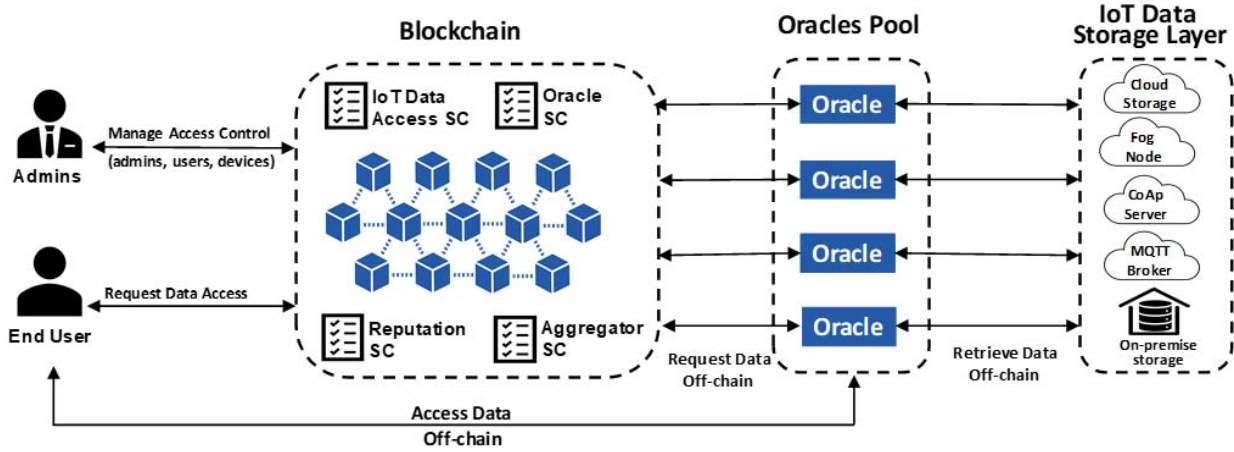 Blockchain
Oracles Pool
IoT Data
Storage Layer
IoT Data
Access SC
Oracle
SC
Oracle
Cloud
Storage
Manage Access Control
(admins, users, devices)
Admins
Fog
Node
Oracle
CoAp
Server
Oracle
MQTT
Broker
Request Data Access
End User
Reputation
SC
Aggregator
SC
Oracle
On-premise
storage
Request Data
Off-chain
Retrieve Data
Off-chain
Access Data
Off-chain